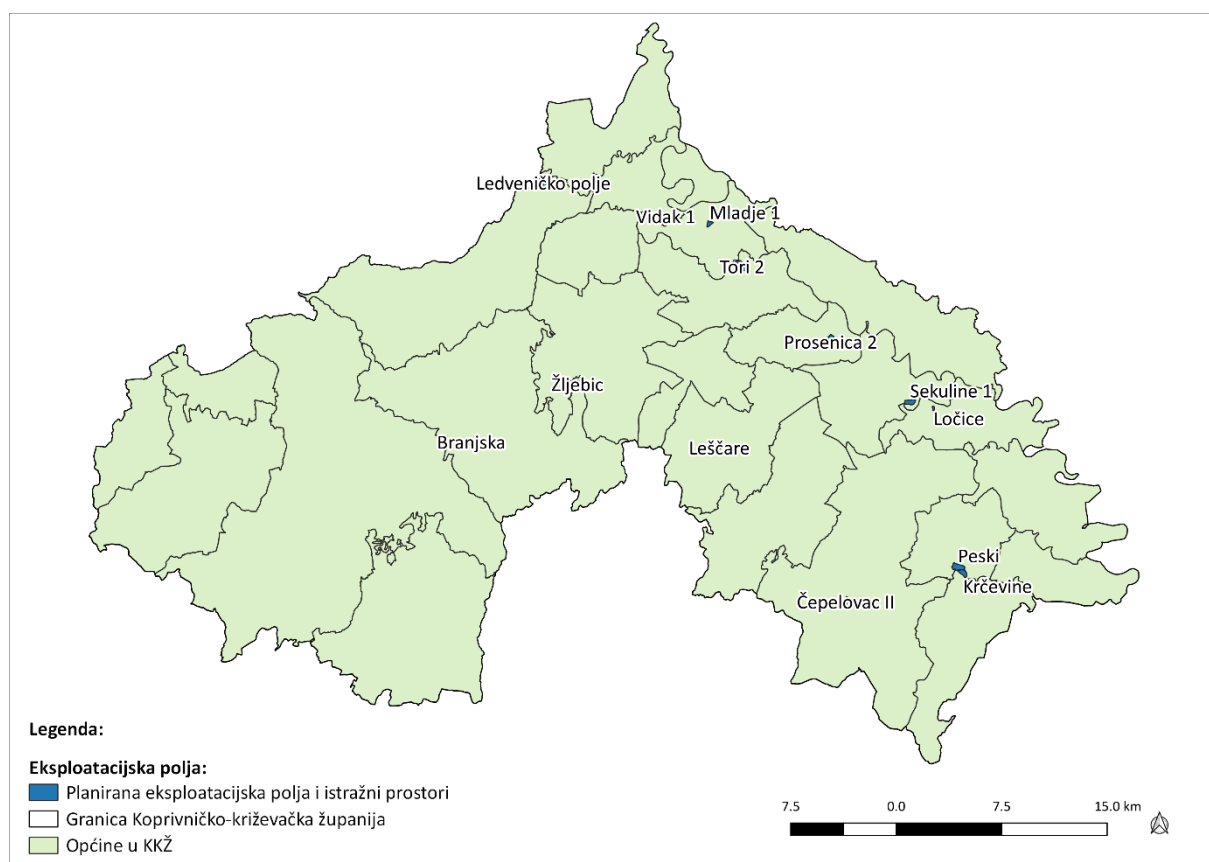 Ledveničko polje
Vidak 1
Mladje 1
Tori 2
Prosenica 2
Žljebic
Sekuline 1
Ločice
Branjska
Leščare
Peski
Krčevine
Čepelovac II
Legenda:
Eksploatacijska polja:
Planirana eksploatacijska polja i istražni prostori
Granica Koprivničko-križevačka županija
Općine u KKŽ
7.5 0.0 7.5 15.0 km